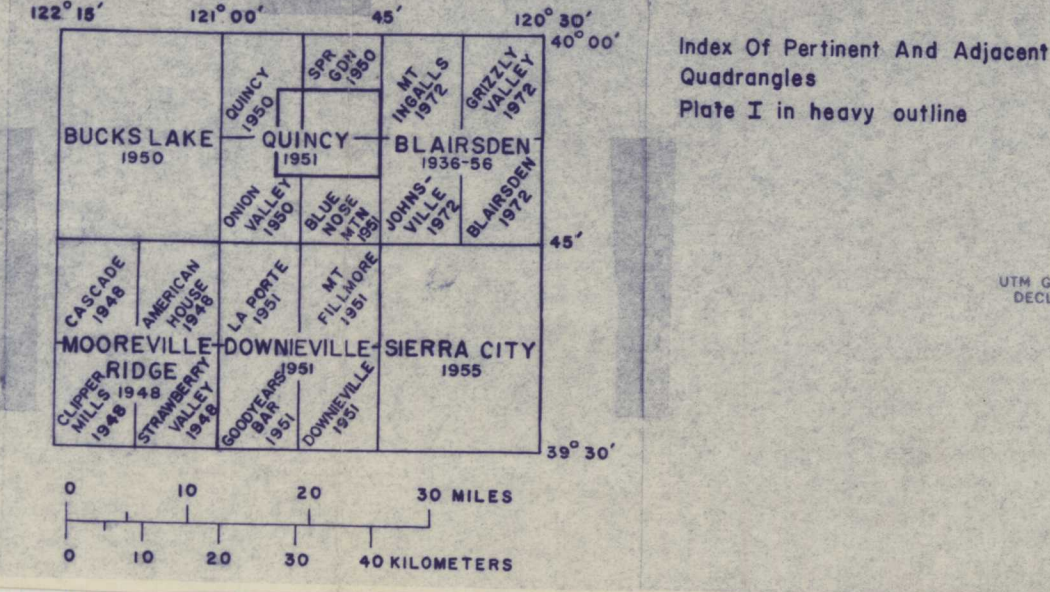 122° 15′ 121° 00′ 45′ 120° 30′
40° 00′
Index Of Pertinent And Adjacent
Quadrangles
Plate I in heavy outline
BUCKS LAKE
1950
QUINCY
1950
SPR
GDN
1950
QUINCY
1951
ONION
VALLEY
1950
BLUE
NOSE
MTN
1951
MT
INGALLS
1972
GRIZZLY
VALLEY
1972
BLAIRSDEN
1936-56
JOHNS-
VILLE
1972
BLAIRSDEN
1972
45′
CASCADE
1948
AMERICAN
HOUSE
1948
MOOREVILLE
RIDGE
1948
CLIPPER
MILLS
1948
STRAWBERRY
VALLEY
1948
LA PORTE
1951
MT
FILLMORE
1951
DOWNIEVILLE
1951
GOODYEARS
BAR
1951
DOWNIEVILLE
1951
SIERRA CITY
1955
39° 30′
UTM G
DECL
0 10 20 30 MILES
0 10 20 30 40 KILOMETERS